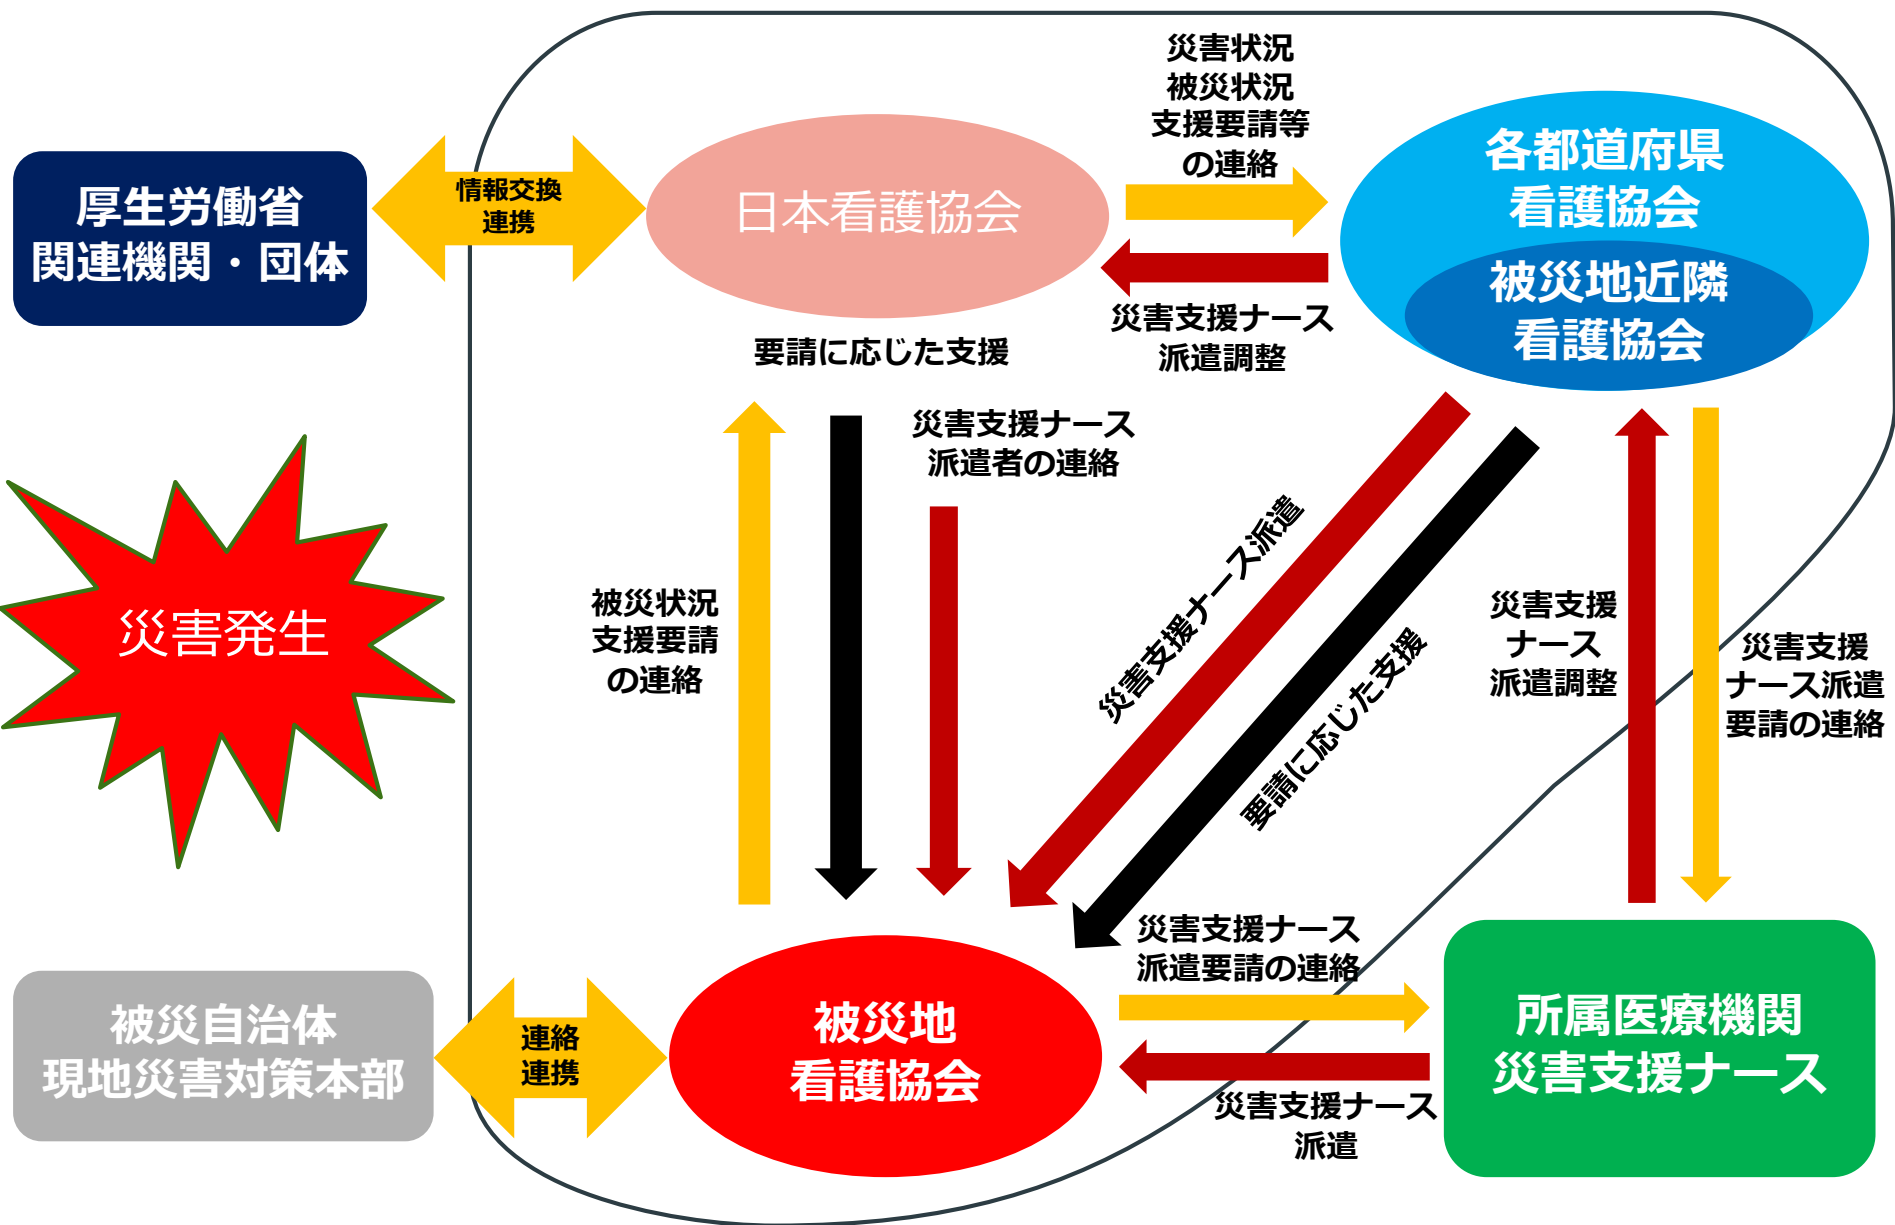 災害状況
被災状況
支援要請等
の連絡
厚生労働省
関連機関・団体
情報交換
連携
日本看護協会
各都道府県
看護協会
被災地近隣
看護協会
災害支援ナース
派遣調整
要請に応じた支援
災害支援ナース
派遣者の連絡
災害発生
被災状況
支援要請
の連絡
災害支援ナース派遣
要請に応じた支援
災害支援
ナース
派遣調整
災害支援
ナース派遣
要請の連絡
災害支援ナース
派遣要請の連絡
被災自治体
現地災害対策本部
連絡
連携
被災地
看護協会
所属医療機関
災害支援ナース
災害支援ナース
派遣